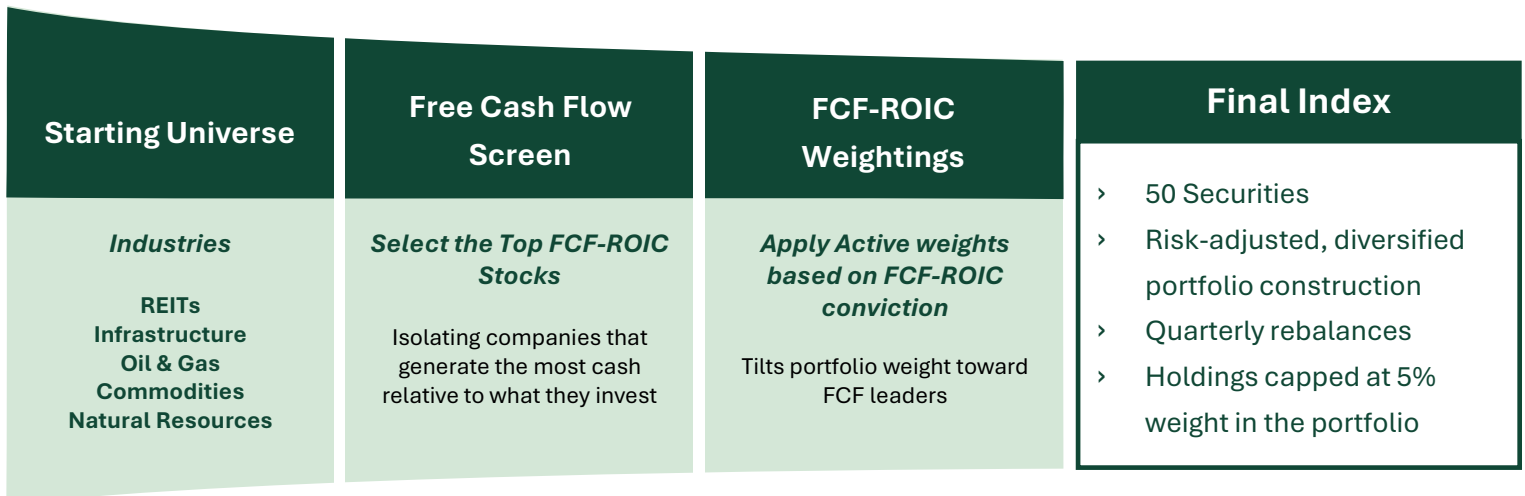 Starting Universe
Industries
REITs
Infrastructure
Oil & Gas
Commodities
Natural Resources
Free Cash Flow
Screen
Select the Top FCF-ROIC
Stocks
Isolating companies that
generate the most cash
relative to what they invest
FCF-ROIC
Weightings
Apply Active weights
based on FCF-ROIC
conviction
Tilts portfolio weight toward
FCF leaders
Final Index
› 50 Securities
› Risk-adjusted, diversified
portfolio construction
› Quarterly rebalances
› Holdings capped at 5%
weight in the portfolio